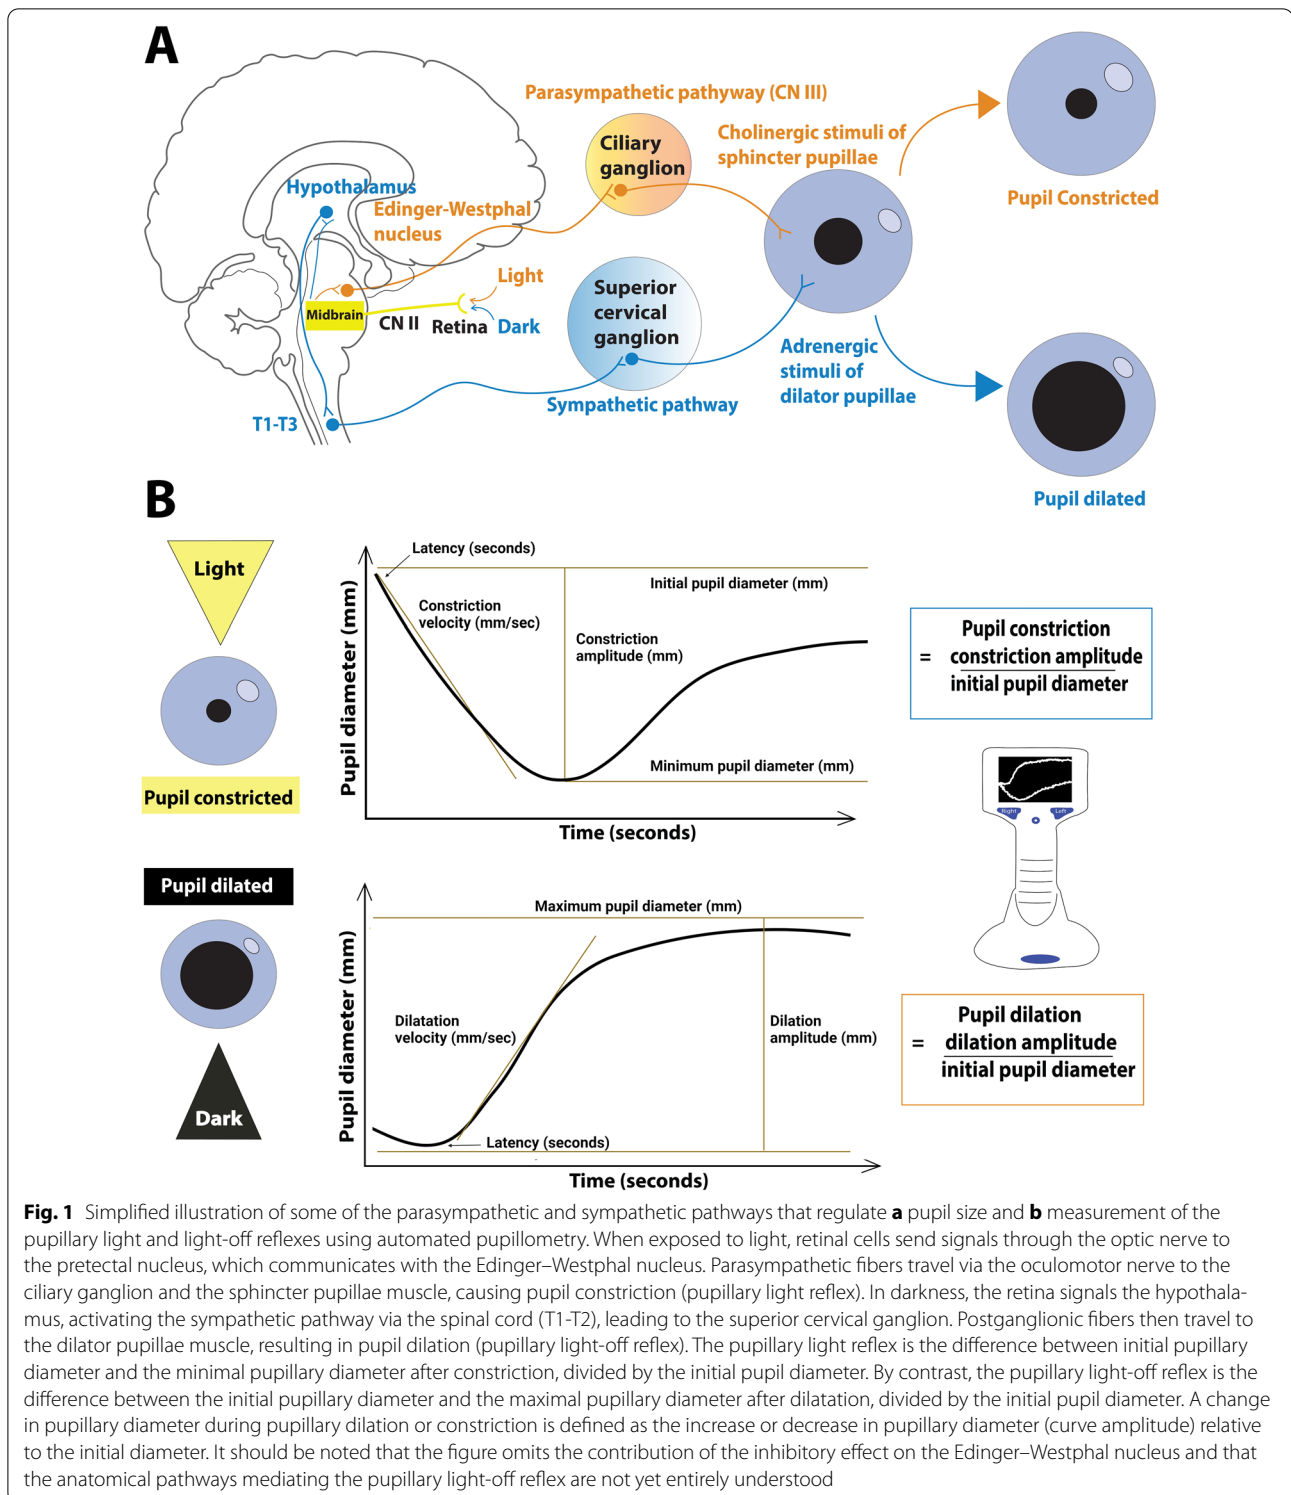 A
Parasympathetic pathyway (CN III)
Ciliary
ganglion
Cholinergic stimuli of
sphincter pupillae
Pupil Constricted
Hypothalamus
Edinger-Westphal
nucleus
Light
Midbrain
CN II
Retina
Dark
Superior
cervical
ganglion
Adrenergic
stimuli of
dilator pupillae
Sympathetic pathway
T1-T3
Pupil dilated
B
Light
Pupil constricted
Pupil diameter (mm)
Latency (seconds)
Initial pupil diameter (mm)
Constriction
velocity (mm/sec)
Constriction
amplitude (mm)
Minimum pupil diameter (mm)
Time (seconds)
Pupil constriction
= constriction amplitude
initial pupil diameter
Right
Left
Pupil dilated
Dark
Pupil diameter (mm)
Maximum pupil diameter (mm)
Dilatation
velocity (mm/sec)
Dilation
amplitude (mm)
Latency (seconds)
Time (seconds)
Pupil dilation
= dilation amplitude
initial pupil diameter
Fig. 1 Simplified illustration of some of the parasympathetic and sympathetic pathways that regulate a pupil size and b measurement of the
pupillary light and light-off reflexes using automated pupillometry. When exposed to light, retinal cells send signals through the optic nerve to
the pretectal nucleus, which communicates with the Edinger–Westphal nucleus. Parasympathetic fibers travel via the oculomotor nerve to the
ciliary ganglion and the sphincter pupillae muscle, causing pupil constriction (pupillary light reflex). In darkness, the retina signals the hypothala-
mus, activating the sympathetic pathway via the spinal cord (T1-T2), leading to the superior cervical ganglion. Postganglionic fibers then travel to
the dilator pupillae muscle, resulting in pupil dilation (pupillary light-off reflex). The pupillary light reflex is the difference between initial pupillary
diameter and the minimal pupillary diameter after constriction, divided by the initial pupil diameter. By contrast, the pupillary light-off reflex is the
difference between the initial pupillary diameter and the maximal pupillary diameter after dilatation, divided by the initial pupil diameter. A change
in pupillary diameter during pupillary dilation or constriction is defined as the increase or decrease in pupillary diameter (curve amplitude) relative
to the initial diameter. It should be noted that the figure omits the contribution of the inhibitory effect on the Edinger–Westphal nucleus and that
the anatomical pathways mediating the pupillary light-off reflex are not yet entirely understood